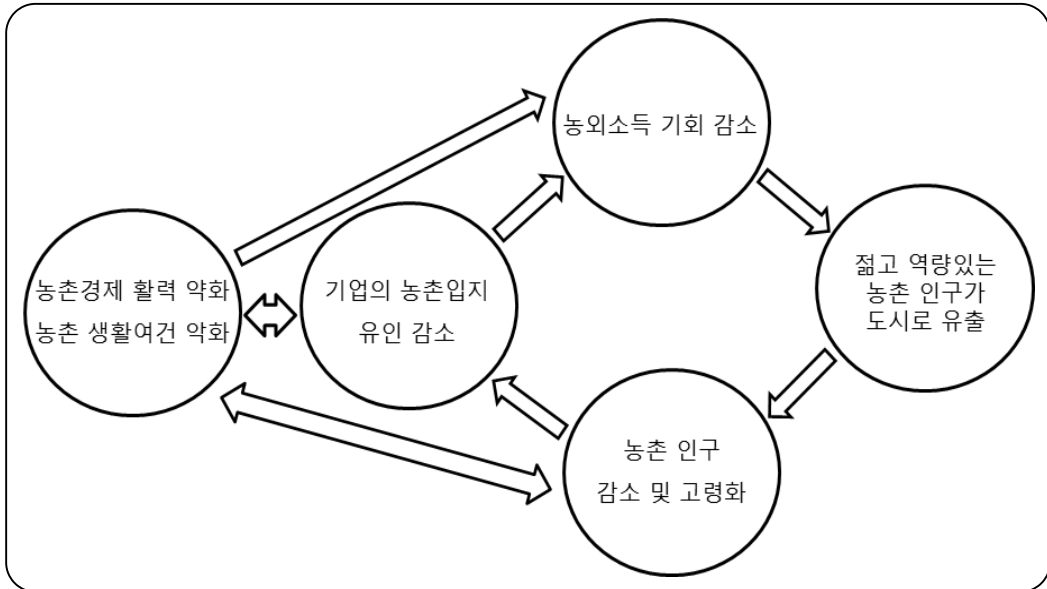 농외소득 기회 감소
농촌경제 활력 약화
농촌 생활여건 악화
기업의 농촌입지
유인 감소
젊고 역량있는
농촌 인구가
도시로 유출
농촌 인구
감소 및 고령화